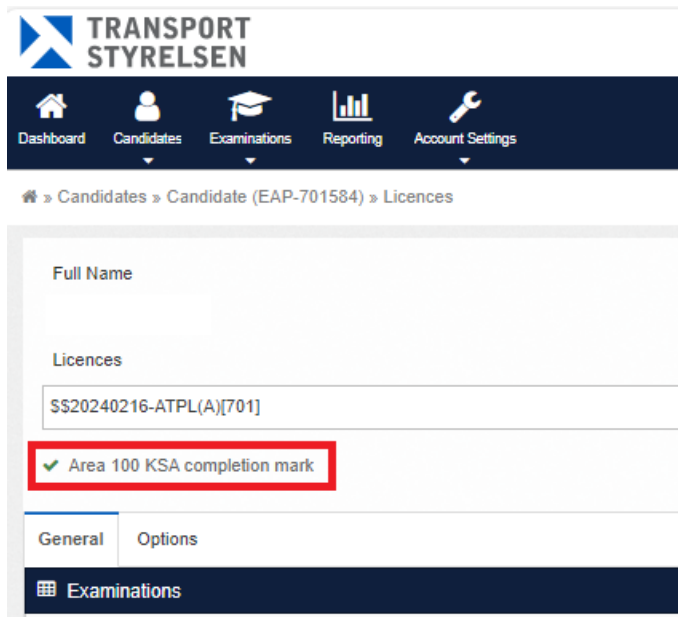 TRANSPORT
STYRELSEN
Dashboard Candidates Examinations Reporting Account Settings
» Candidates » Candidate (EAP-701584) » Licences
Full Name
Licences
S$20240216-ATPL(A)[701]
Area 100 KSA completion mark
General Options
Examinations